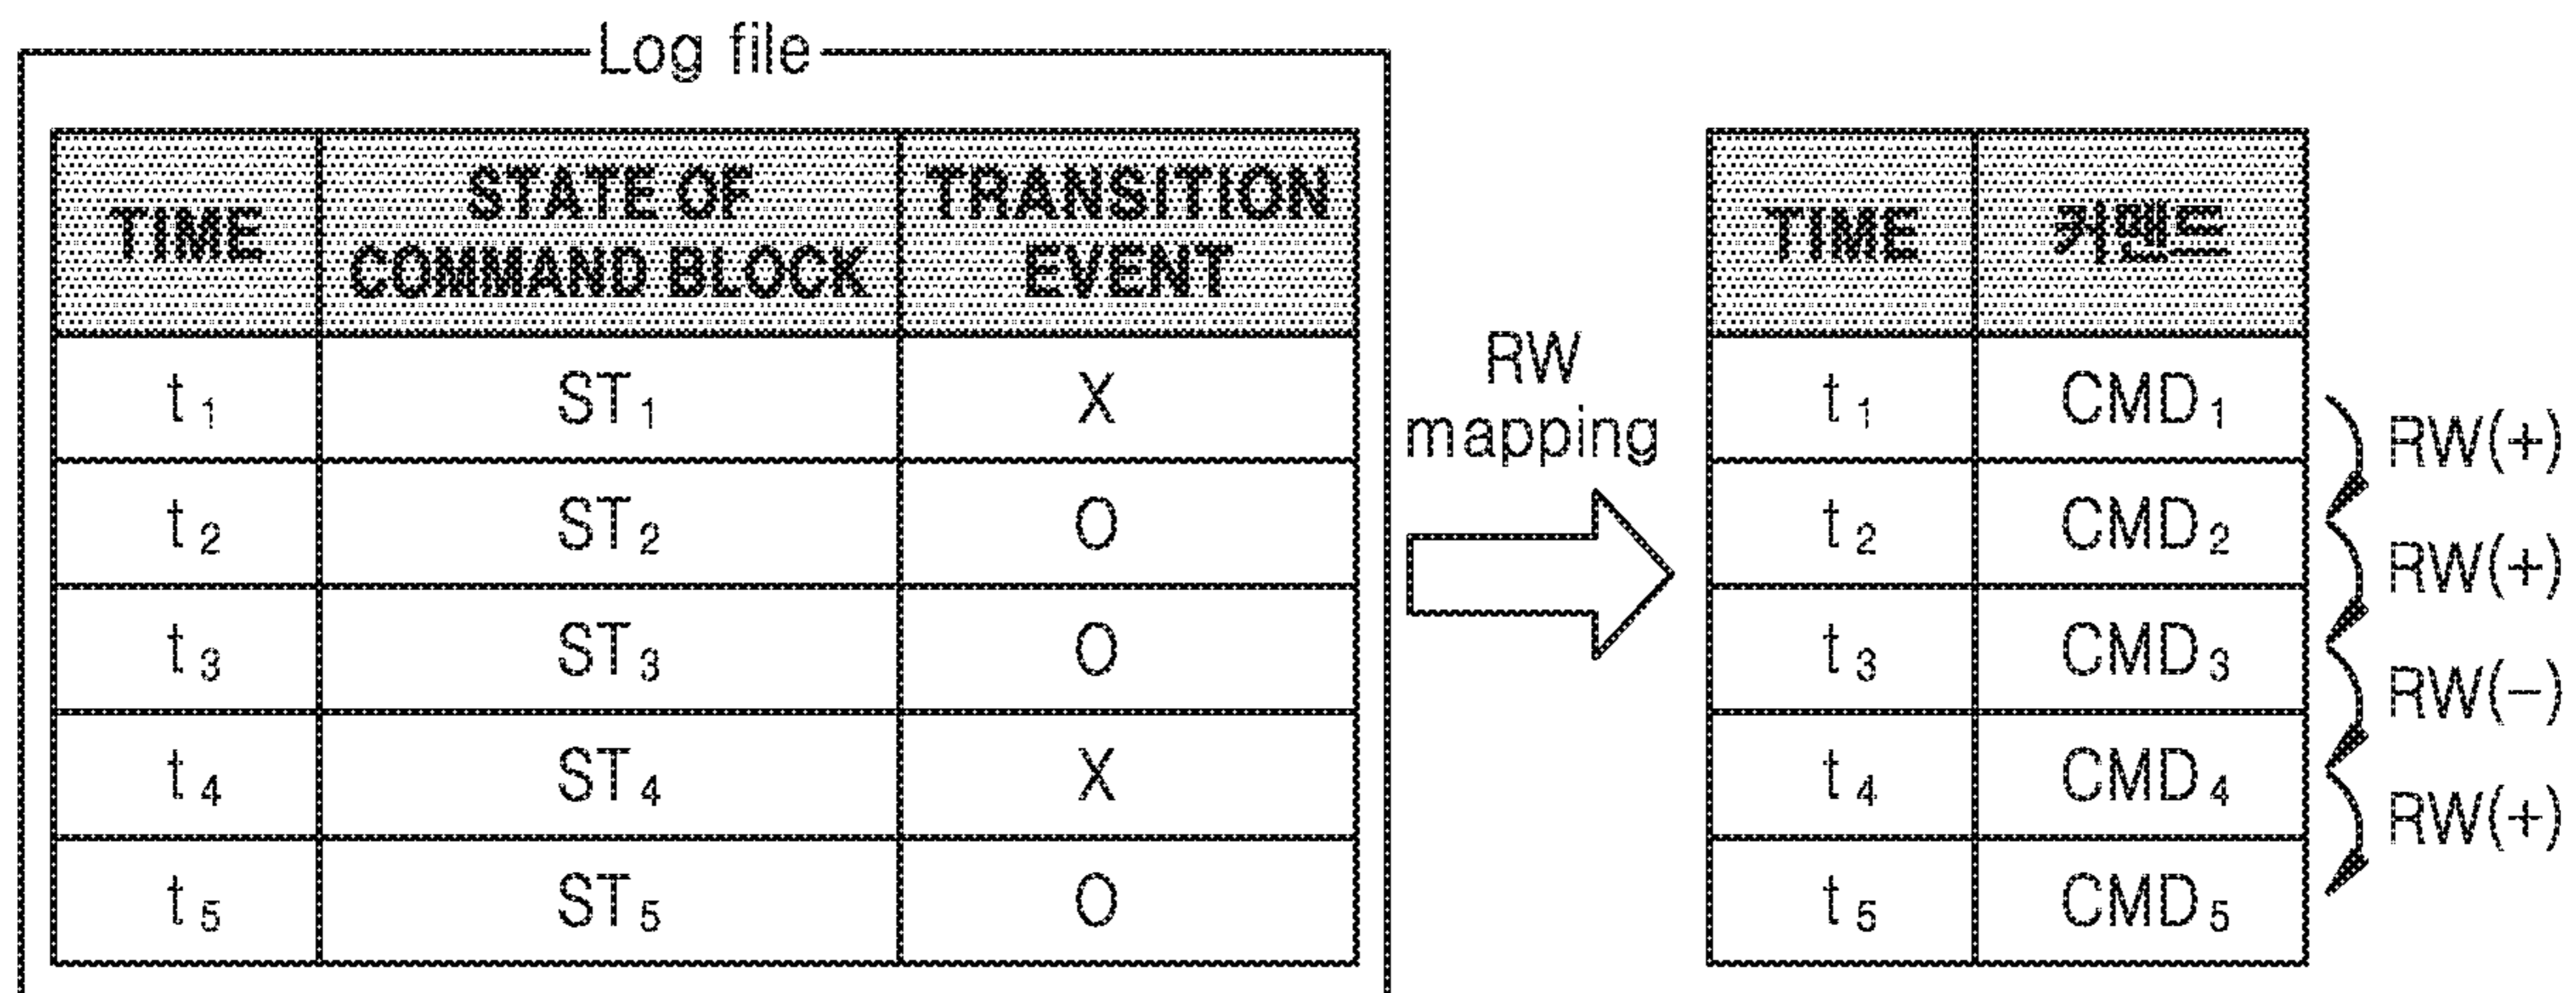 Log file
TIME STATE OF COMMAND BLOCK TRANSITION EVENT
t1 ST1 X
t2 ST2 O
t3 ST3 O
t4 ST4 X
t5 ST5 O
RW
mapping
TIME 커맨드
t1 CMD1
t2 CMD2
t3 CMD3
t4 CMD4
t5 CMD5
RW(+)
RW(+)
RW(−)
RW(+)